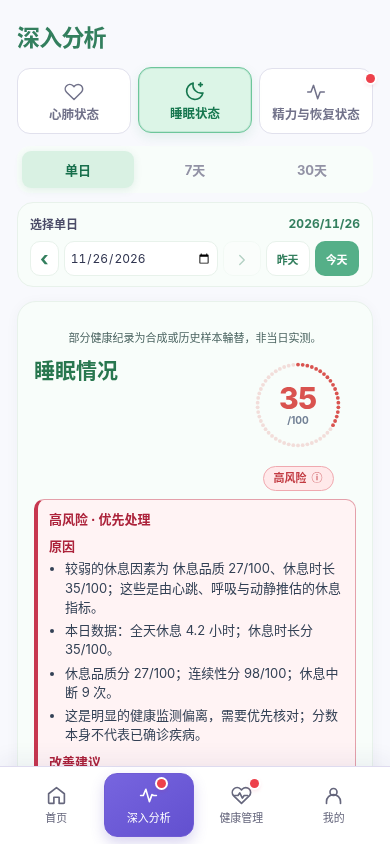 深入分析
心肺状态
睡眠状态
精力与恢复状态
单日
7天
30天
选择单日
2026/11/26
11/26/2026
昨天
今天
部分健康纪录为合成或历史样本輪替，非当日实测。
睡眠情况
35
/100
高风险 ⓘ
高风险 · 优先处理
原因
• 较弱的休息因素为 休息品质 27/100、休息时长
35/100；这些是由心跳、呼吸与动静推估的休息
指标。
• 本日数据：全天休息 4.2 小时；休息时长分
35/100。
• 休息品质分 27/100；连续性分 98/100；休息中
断 9 次。
• 这是明显的健康监测偏离，需要优先核对；分数
本身不代表已确诊疾病。
改善建议
首页
深入分析
健康管理
我的